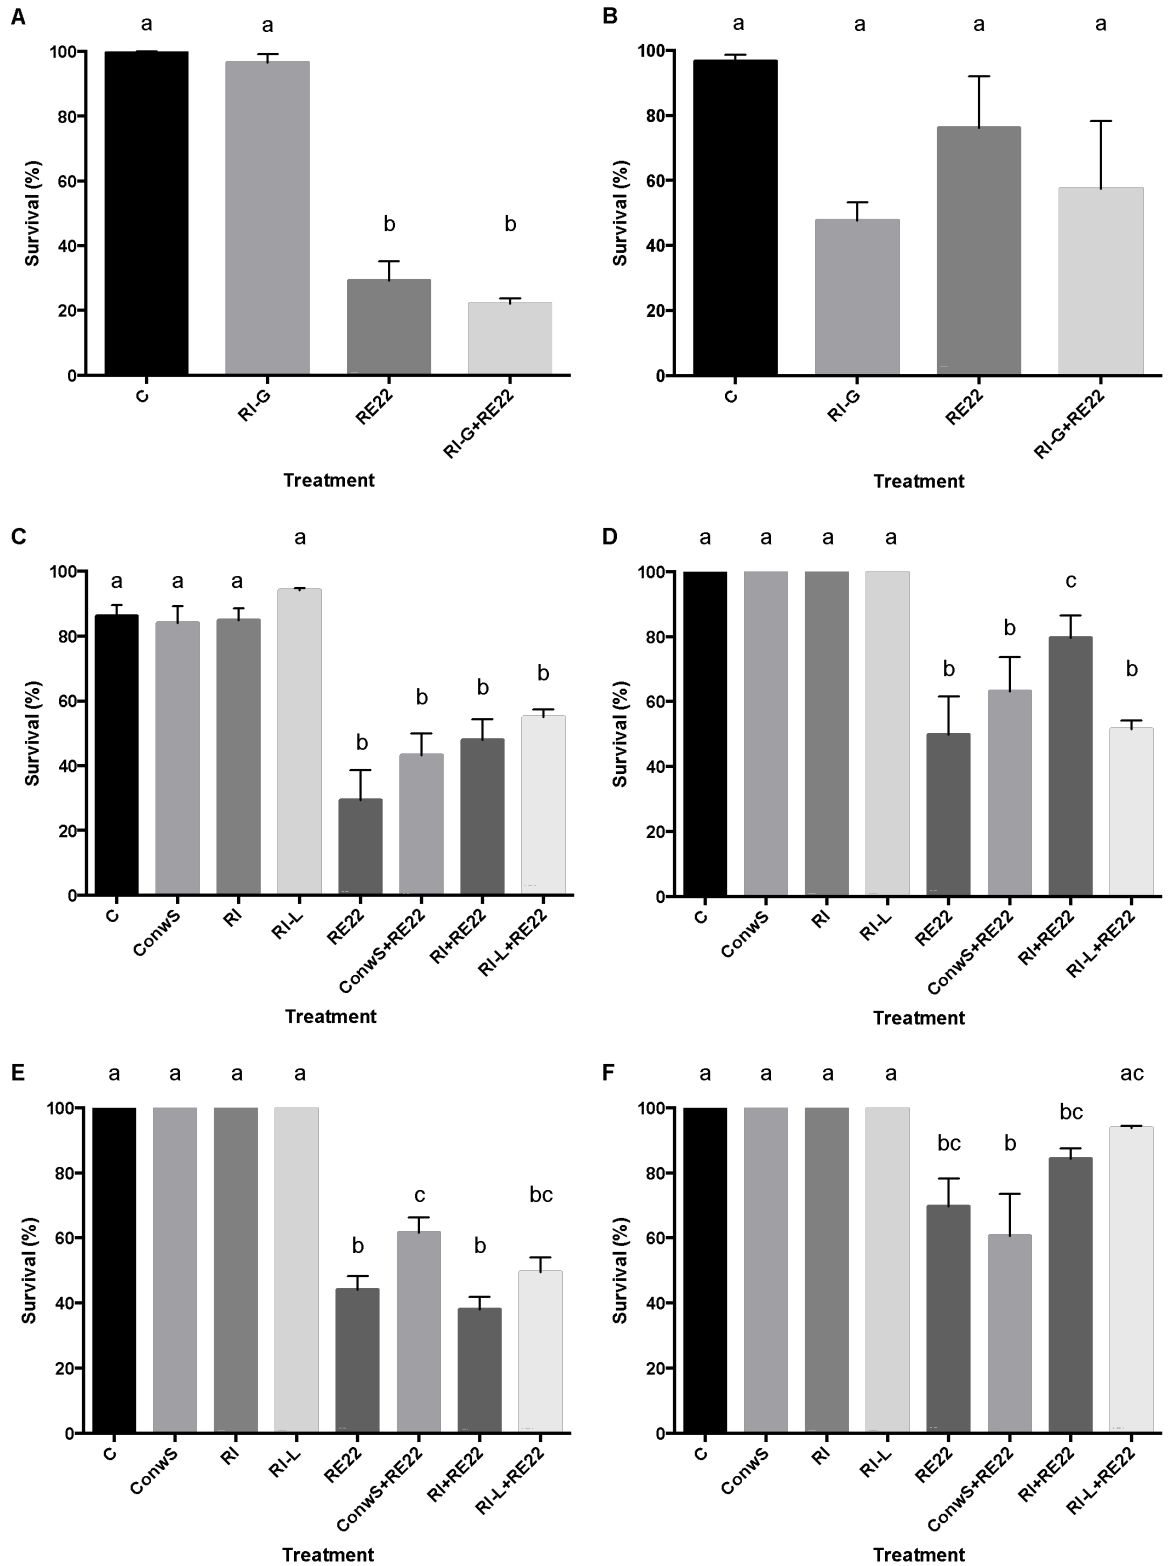 A
a a
Survival (%)
100
80
60
40
20
0
b b
C RI-G RE22 RI-G+RE22
Treatment
B
a a a a
Survival (%)
100
80
60
40
20
0
C RI-G RE22 RI-G+RE22
Treatment
C
a
a a a
b b b b
Survival (%)
100
80
60
40
20
0
C ConwS RI RI-L RE22 ConwS+RE22 RI+RE22 RI-L+RE22
Treatment
D
a a a a
b b c b
Survival (%)
100
80
60
40
20
0
C ConwS RI RI-L RE22 ConwS+RE22 RI+RE22 RI-L+RE22
Treatment
E
a a a a
b c b bc
Survival (%)
100
80
60
40
20
0
C ConwS RI RI-L RE22 ConwS+RE22 RI+RE22 RI-L+RE22
Treatment
F
a a a a ac
bc b bc
Survival (%)
100
80
60
40
20
0
C ConwS RI RI-L RE22 ConwS+RE22 RI+RE22 RI-L+RE22
Treatment